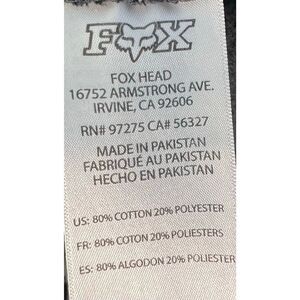 FOX
FOX HEAD
16752 ARMSTRONG AVE.
IRVINE, CA 92606
RN# 97275 CA# 56327
MADE IN PAKISTAN
FABRIQUÉ AU PAKISTAN
HECHO EN PAKISTAN
US: 80% COTTON 20% POLYESTER
FR: 80% COTON 20% POLYESTERS
ES: 80% ALGODON 20% POLIESTER